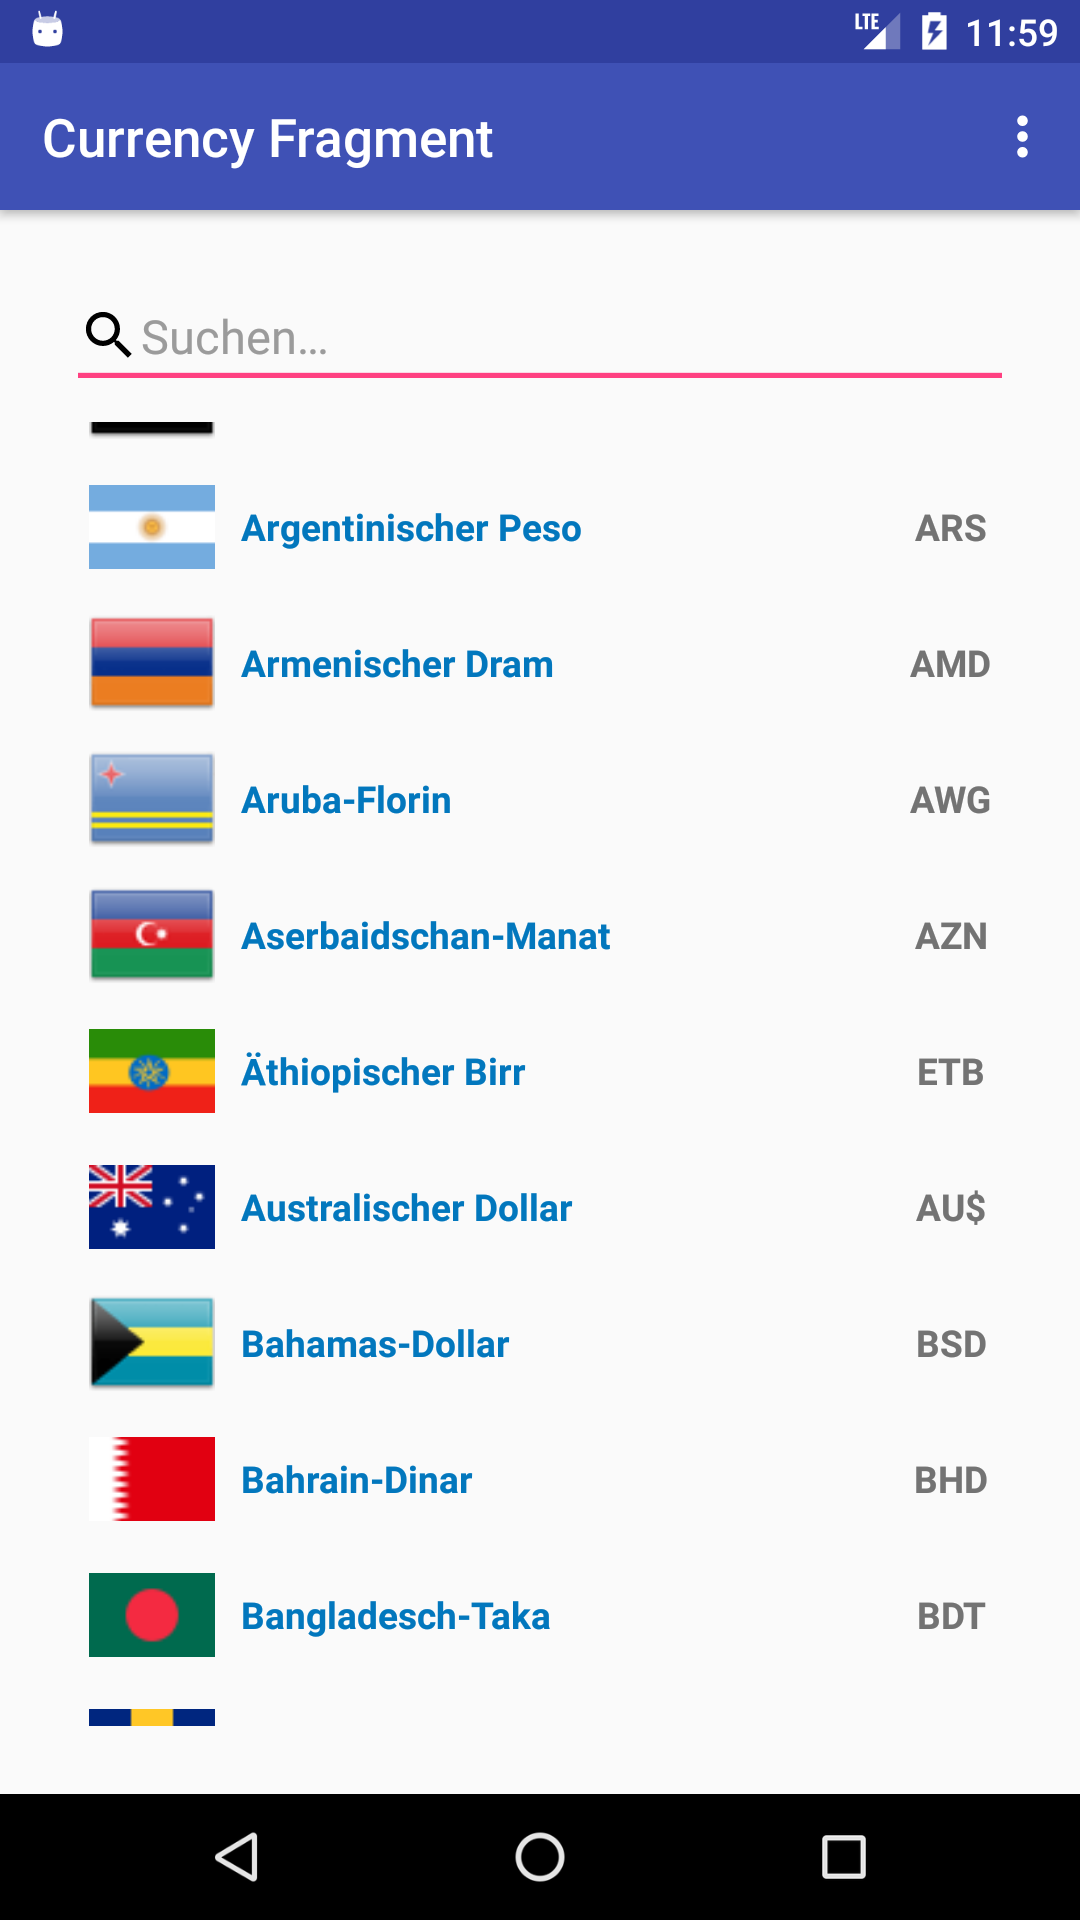 LTE 11:59
Currency Fragment
Suchen...
Argentinischer Peso ARS
Armenischer Dram AMD
Aruba-Florin AWG
Aserbaidschan-Manat AZN
Äthiopischer Birr ETB
Australischer Dollar AU$
Bahamas-Dollar BSD
Bahrain-Dinar BHD
Bangladesch-Taka BDT